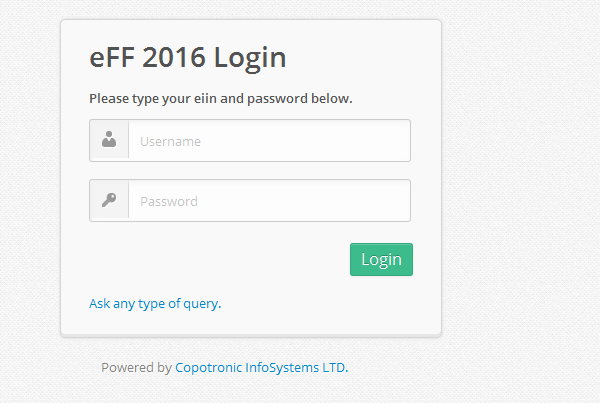 eFF 2016 Login
Please type your eiin and password below.
Username
Password
Login
Ask any type of query.
Powered by Copotronic InfoSystems LTD.